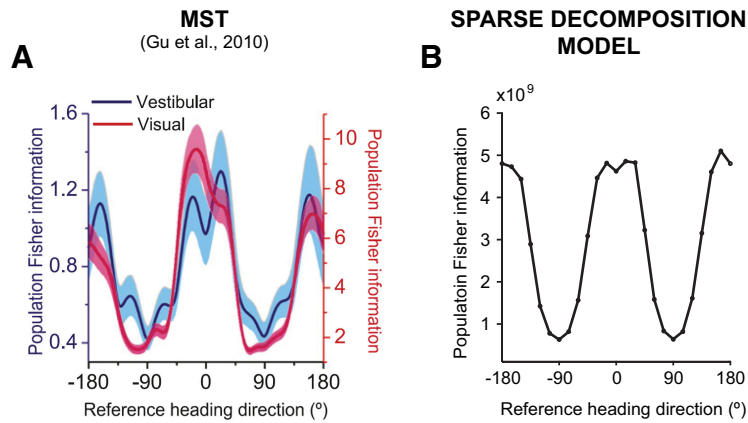 MST
(Gu et al., 2010)
A
Vestibular
Visual
1.6
1.2
0.8
0.4
Population Fisher information
10
8
6
4
2
Population Fisher information
-180 -90 0 90 180
Reference heading direction (º)
SPARSE DECOMPOSITION
MODEL
B
x10⁹
6
5
4
3
2
1
Populatoin Fisher information
-180 -90 0 90 180
Reference heading direction (º)